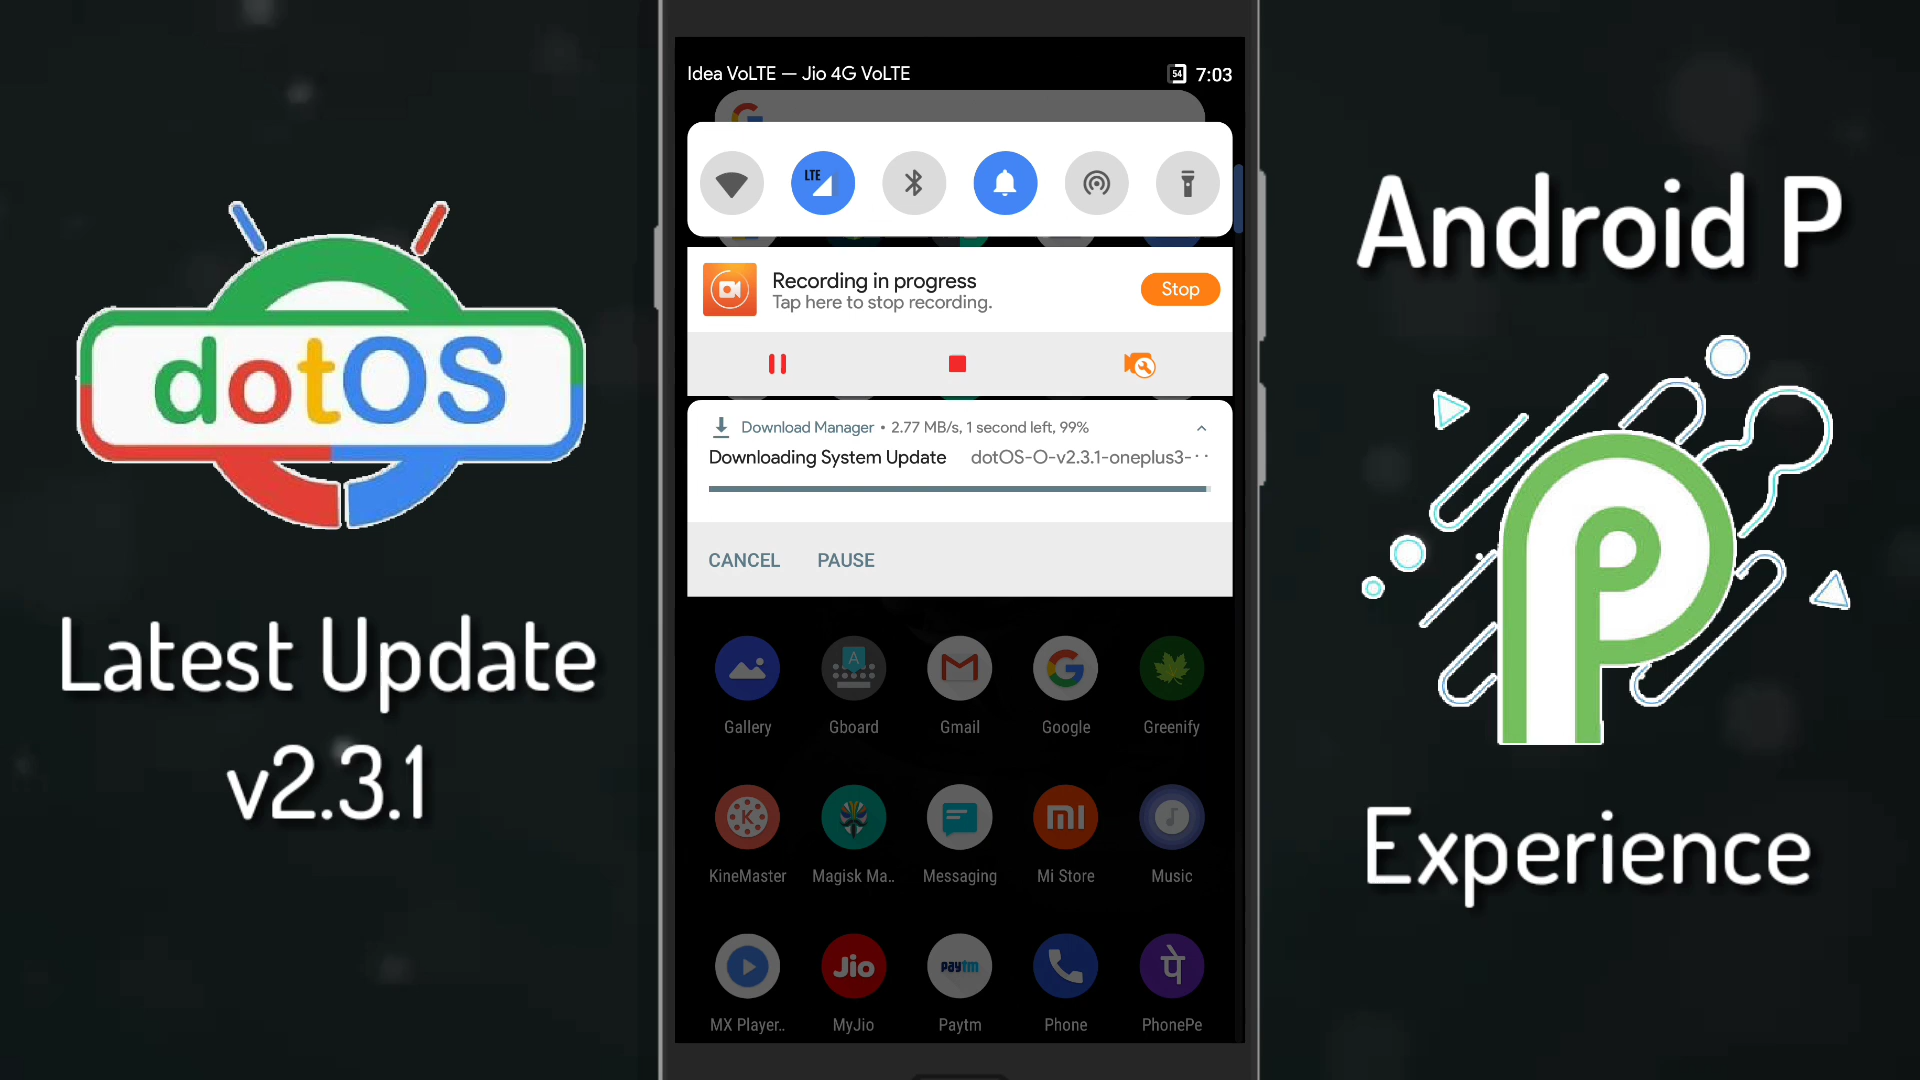 dotOS
Latest Update
v2.3.1
Idea VoLTE — Jio 4G VoLTE
54 7:03
LTE
Recording in progress
Tap here to stop recording.
Stop
Download Manager • 2.77 MB/s, 1 second left, 99%
Downloading System Update dotOS-O-v2.3.1-oneplus3-··
CANCEL PAUSE
A
Gallery Gboard Gmail Google Greenify
K
mi
KineMaster Magisk Ma.. Messaging Mi Store Music
Jio paytm पे
MX Player.. MyJio Paytm Phone PhonePe
Android P
Experience